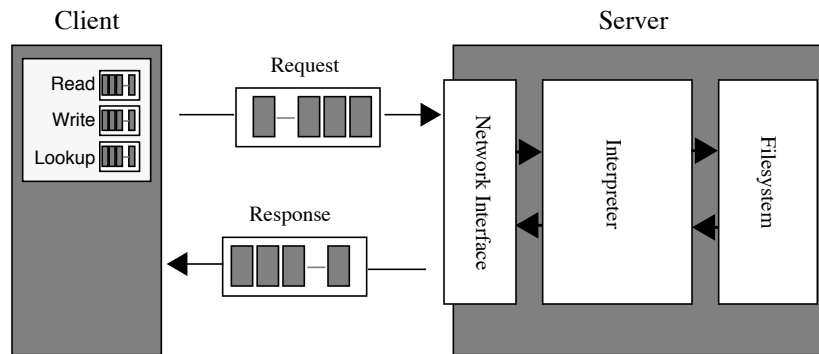 Client
Server
Read
Write
Lookup
Request
Response
Network Interface
Interpreter
Filesystem